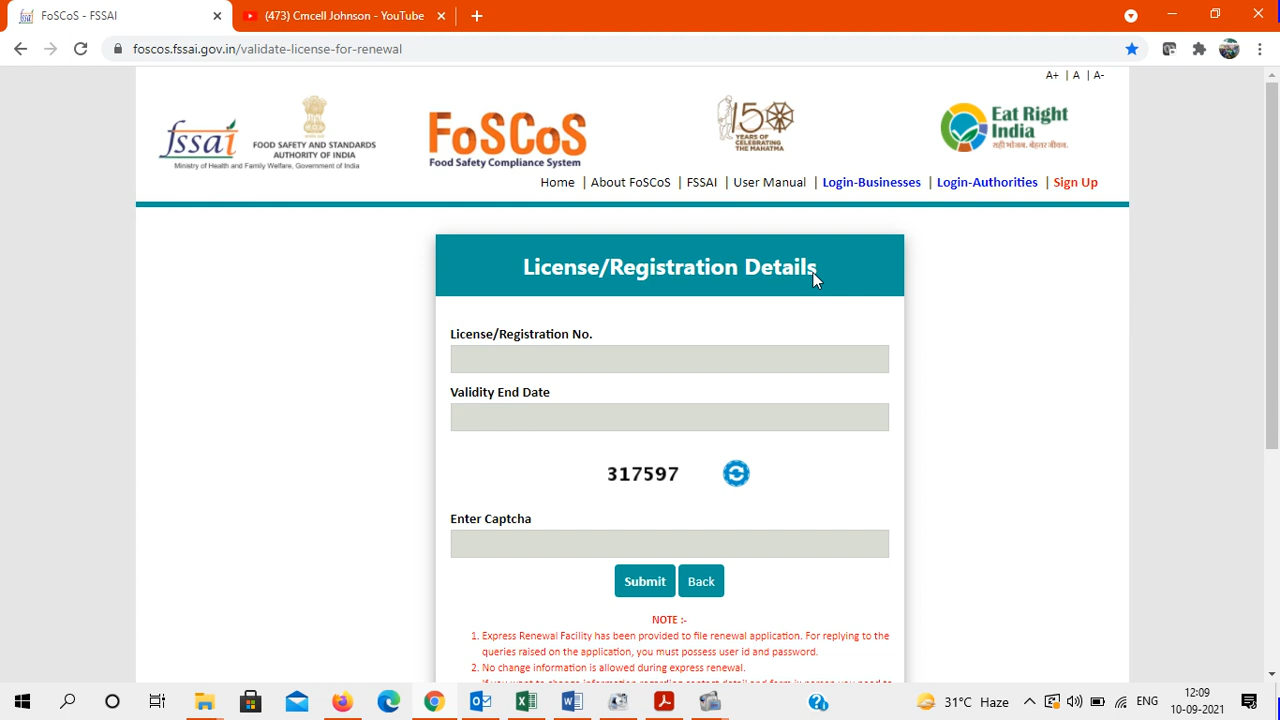 FoSCoS - FSSAI
(473) Cmcell Johnson - YouTube
foscos.fssai.gov.in/validate-license-for-renewal
A+ | A | A-
fssai
FOOD SAFETY AND STANDARDS
AUTHORITY OF INDIA
Ministry of Health and Family Welfare, Government of India
FoSCoS
Food Safety Compliance System
150
YEARS OF
CELEBRATING
THE MAHATMA
Eat Right
India
सही भोजन. बेहतर जीवन.
Home | About FoSCoS | FSSAI | User Manual | Login-Businesses | Login-Authorities | Sign Up
License/Registration Details
License/Registration No.
Validity End Date
317597
Enter Captcha
Submit Back
NOTE :-
1. Express Renewal Facility has been provided to file renewal application. For replying to the
queries raised on the application, you must possess user id and password.
2. No change information is allowed during express renewal.
31°C Haze
ENG
12:09
10-09-2021